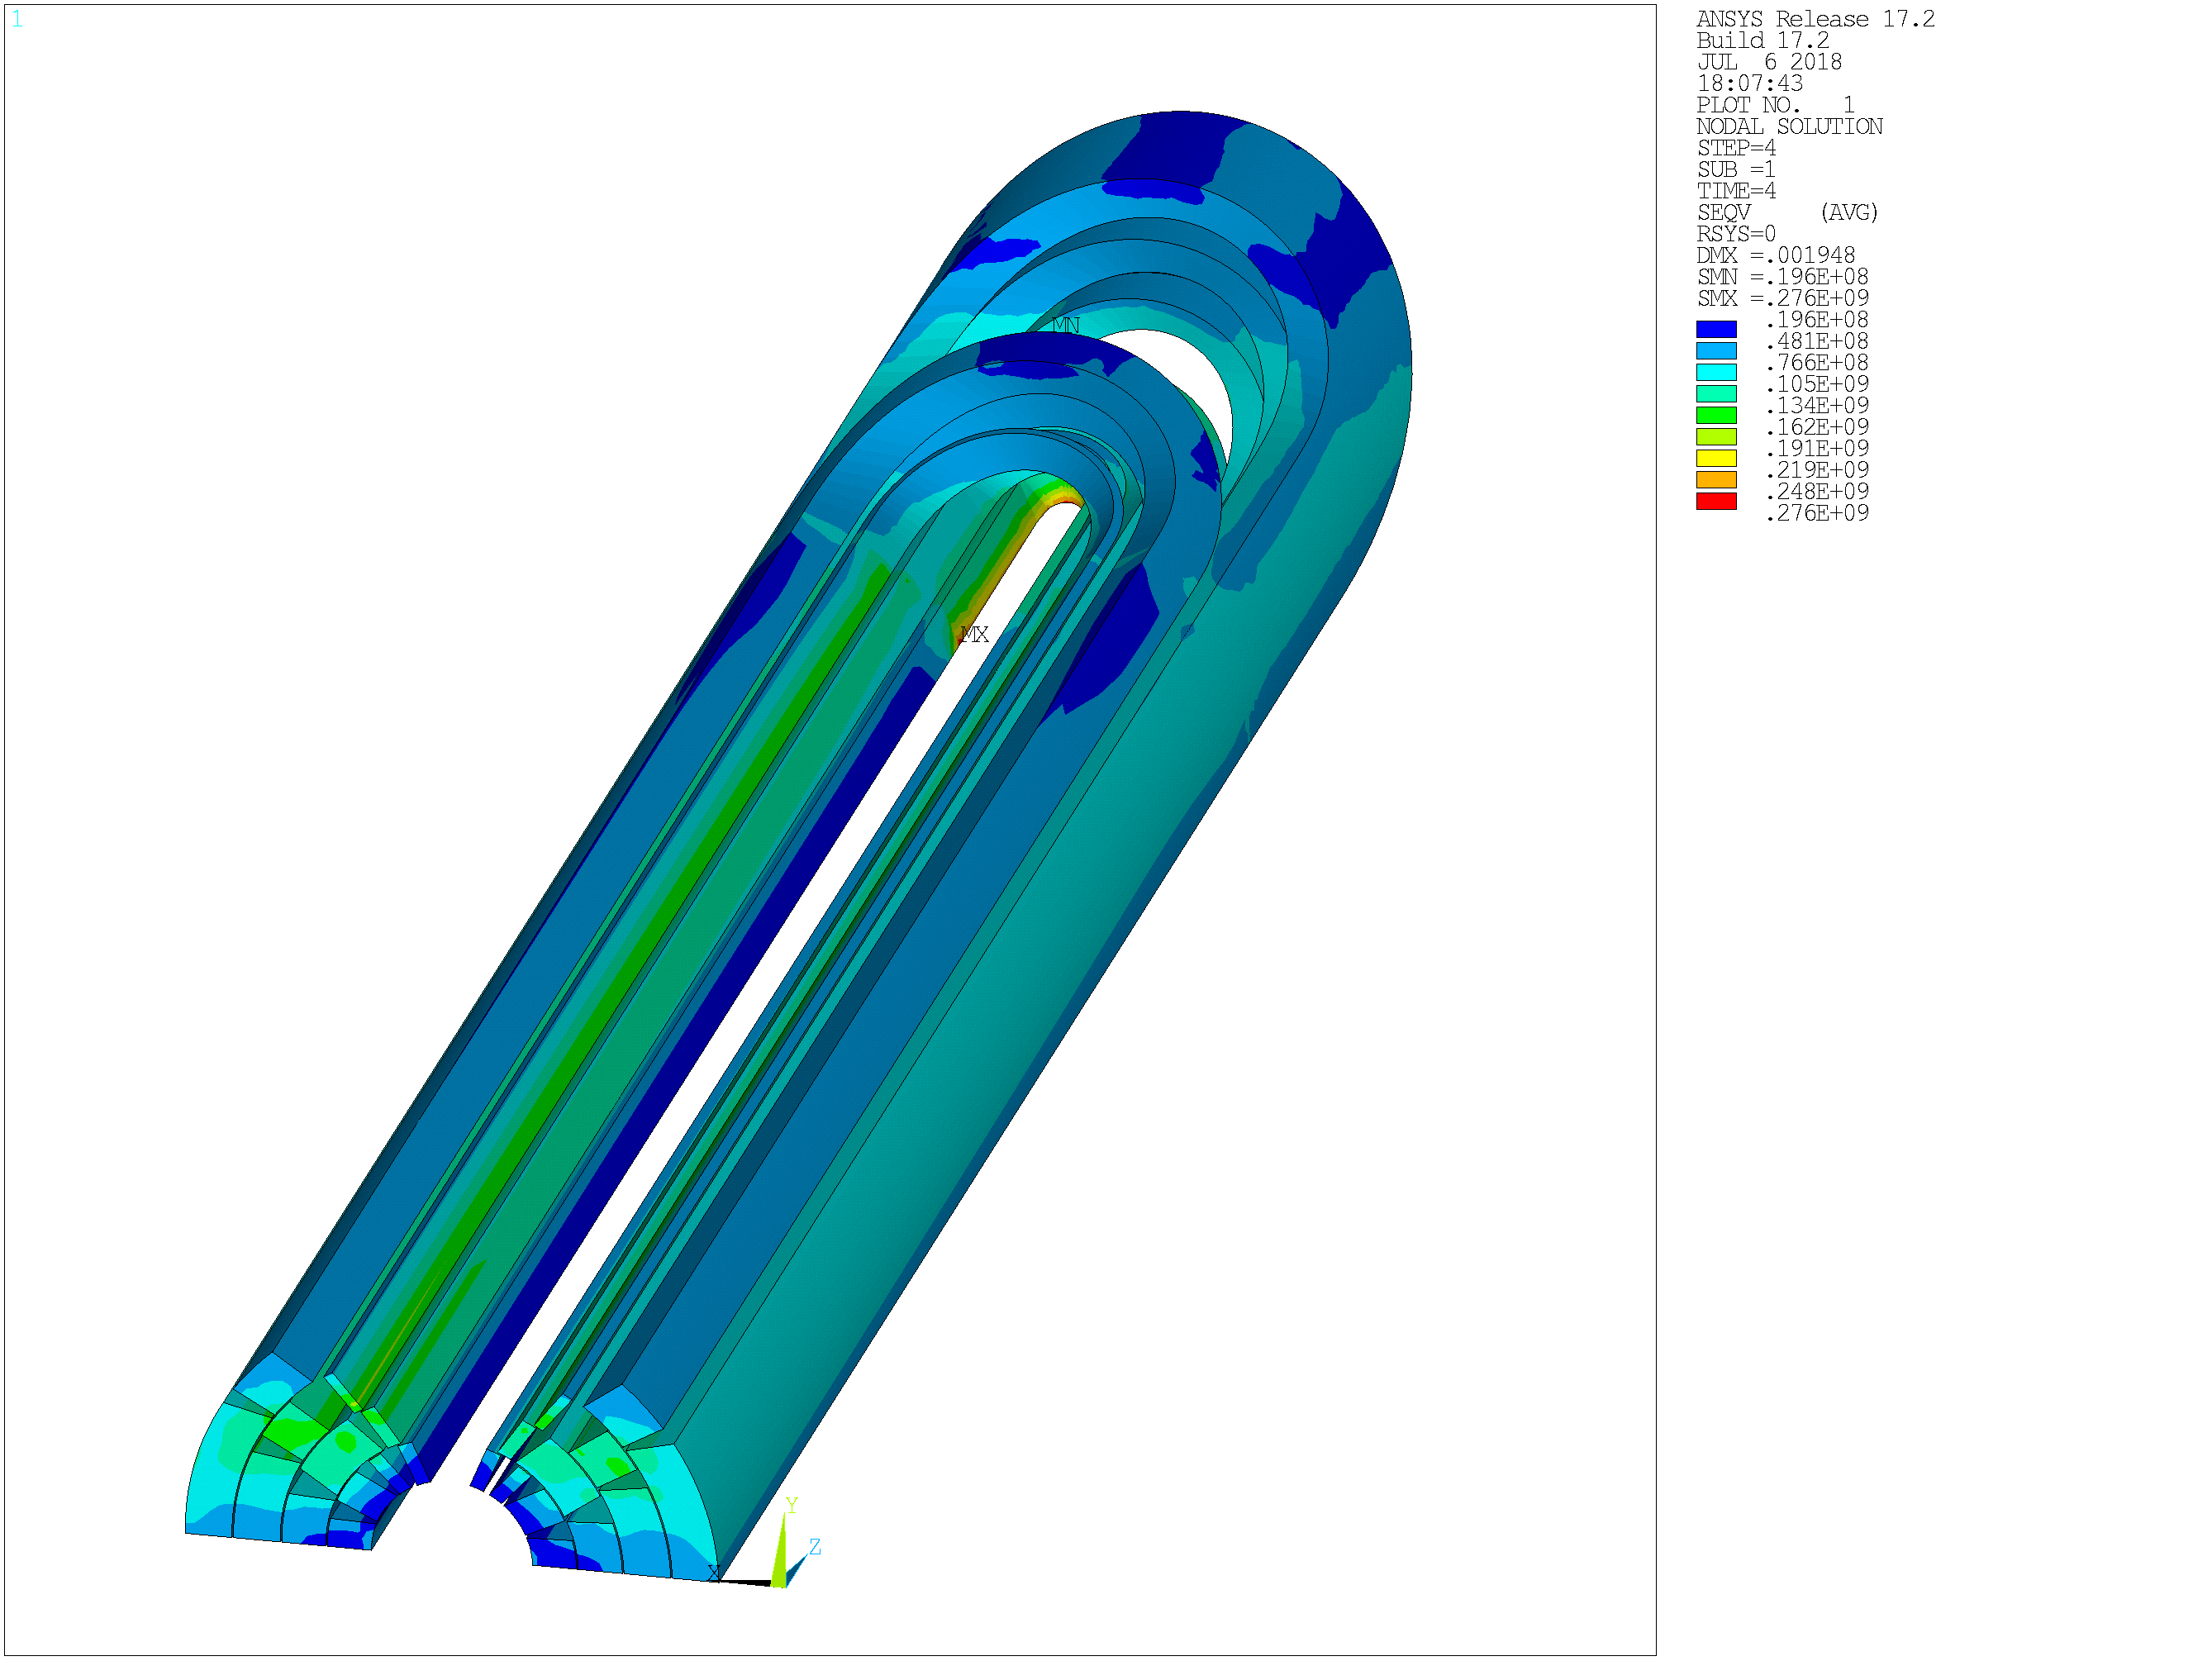 1
ANSYS Release 17.2
Build 17.2
JUL  6 2018
18:07:43
PLOT NO.   1
NODAL SOLUTION
STEP=4
SUB =1
TIME=4
SEQV     (AVG)
RSYS=0
DMX =.001948
SMN =.196E+08
SMX =.276E+09
.196E+08
.481E+08
.766E+08
.105E+09
.134E+09
.162E+09
.191E+09
.219E+09
.248E+09
.276E+09
MN
MX
Y
Z
X